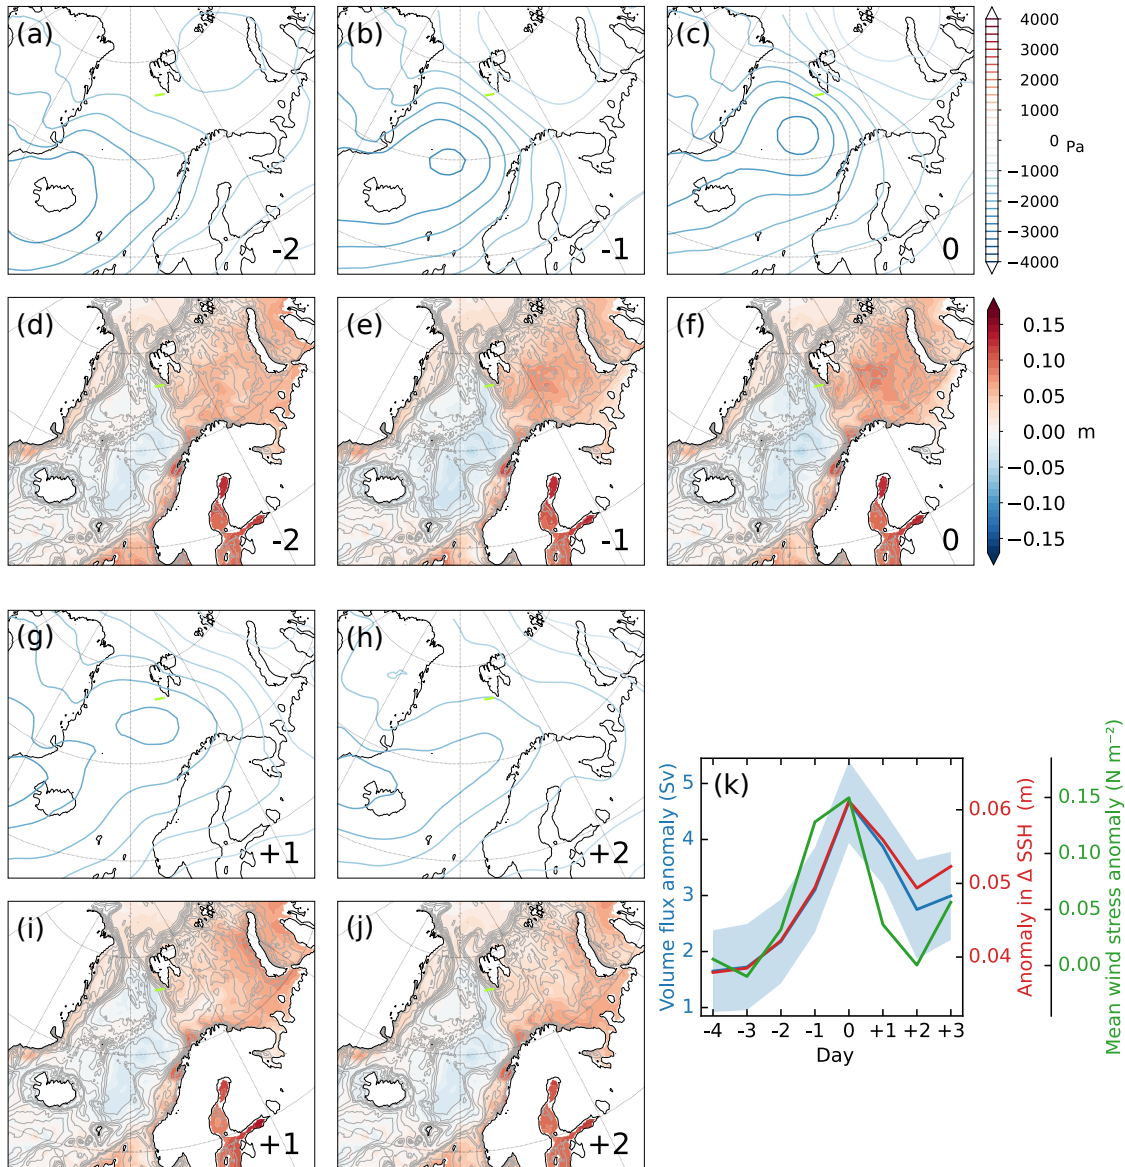 (a)
-2
(b)
-1
(c)
0
4000
3000
2000
1000
0
−1000
−2000
−3000
−4000
Pa
(d)
-2
(e)
-1
(f)
0
0.15
0.10
0.05
0.00
−0.05
−0.10
−0.15
m
(g)
+1
(h)
+2
(i)
+1
(j)
+2
(k)
Volume flux anomaly (Sv)
5
4
3
2
1
-4 -3 -2 -1 0 +1 +2 +3
Day
0.06
0.05
0.04
Anomaly in Δ SSH (m)
0.15
0.10
0.05
0.00
Mean wind stress anomaly (N m⁻²)